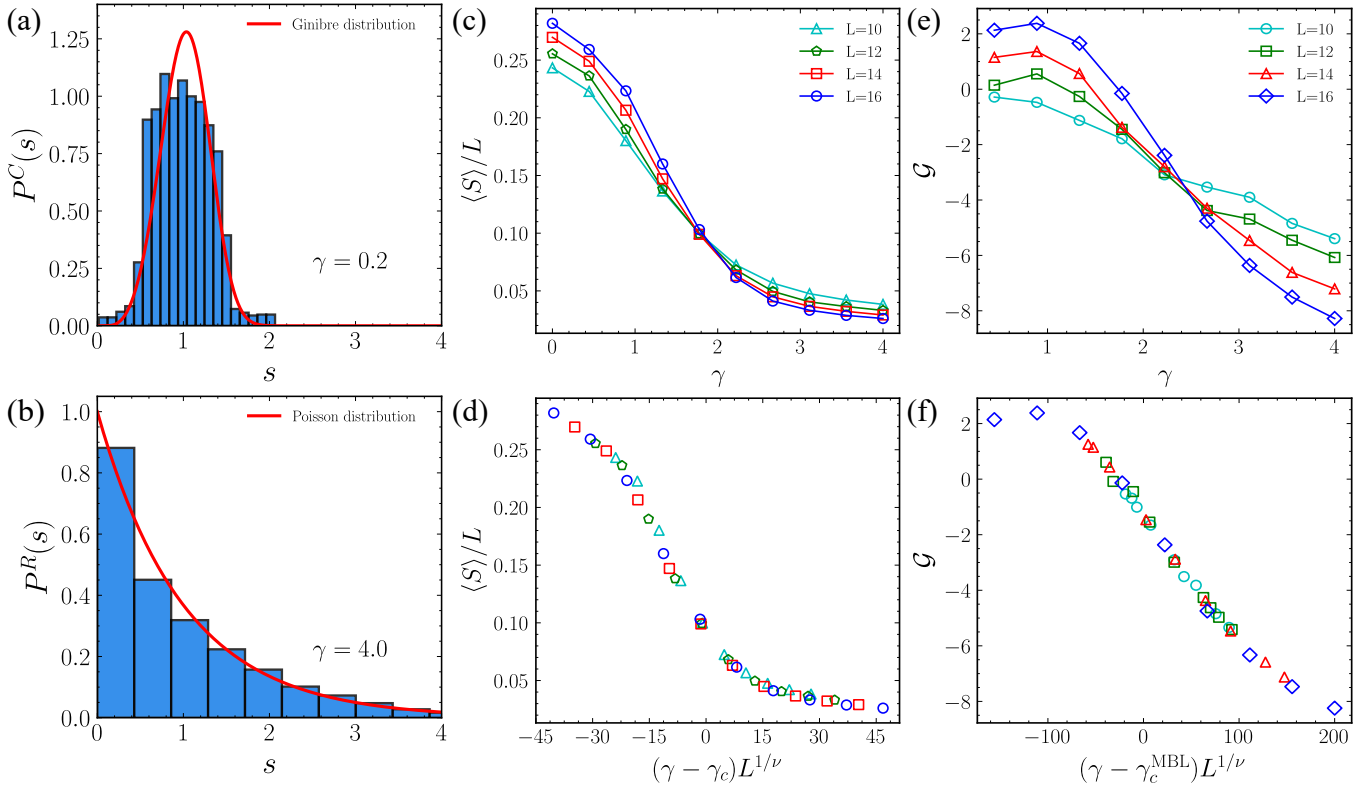 (a)
Ginibre distribution
1.25
1.00
0.75
0.50
0.25
0.00
P^C(s)
γ = 0.2
0 1 2 3 4
s
(b)
Poisson distribution
1.0
0.8
0.6
0.4
0.2
0.0
P^R(s)
γ = 4.0
0 1 2 3 4
s
(c)
L=10
L=12
L=14
L=16
0.25
0.20
0.15
0.10
0.05
⟨S⟩/L
0 1 2 3 4
γ
(d)
0.25
0.20
0.15
0.10
0.05
⟨S⟩/L
−45 −30 −15 0 15 30 45
(γ − γ_c)L^{1/ν}
(e)
L=10
L=12
L=14
L=16
2
0
−2
−4
−6
−8
𝒢
1 2 3 4
γ
(f)
2
0
−2
−4
−6
−8
𝒢
−100 0 100 200
(γ − γ_c^{MBL})L^{1/ν}